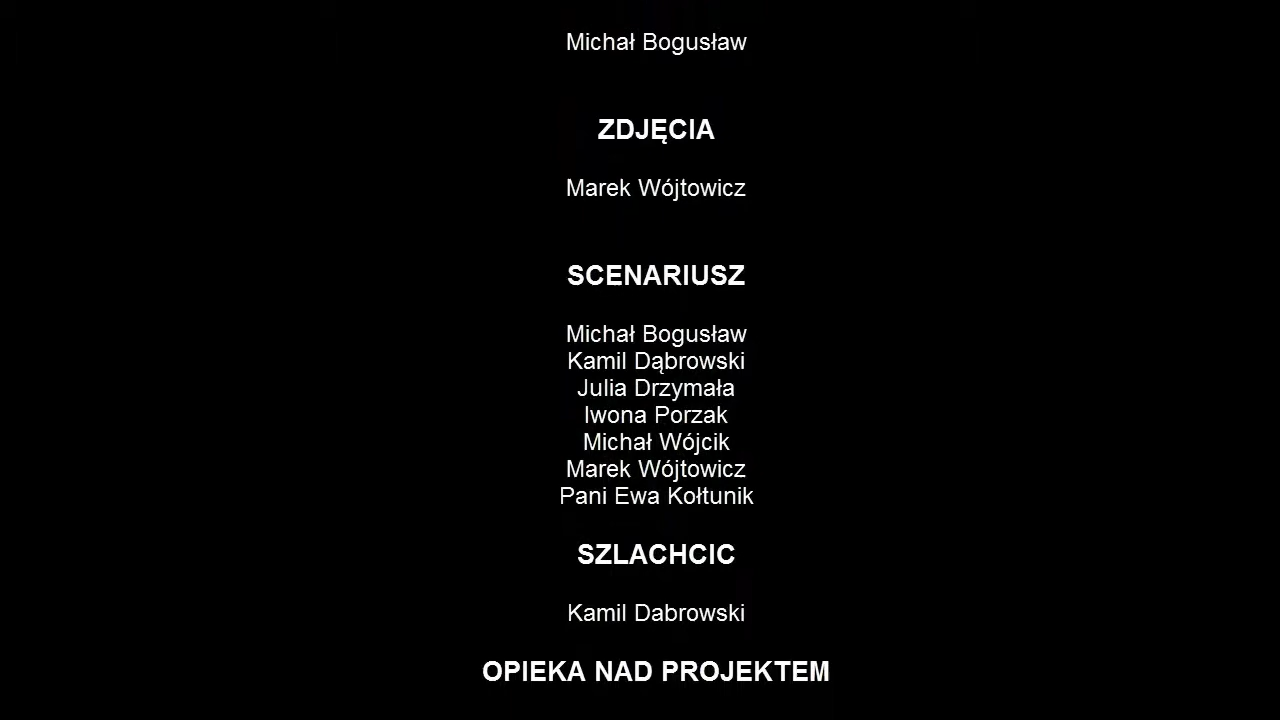 Michał Bogusław
ZDJĘCIA
Marek Wójtowicz
SCENARIUSZ
Michał Bogusław
Kamil Dąbrowski
Julia Drzymała
Iwona Porzak
Michał Wójcik
Marek Wójtowicz
Pani Ewa Kołtunik
SZLACHCIC
Kamil Dabrowski
OPIEKA NAD PROJEKTEM